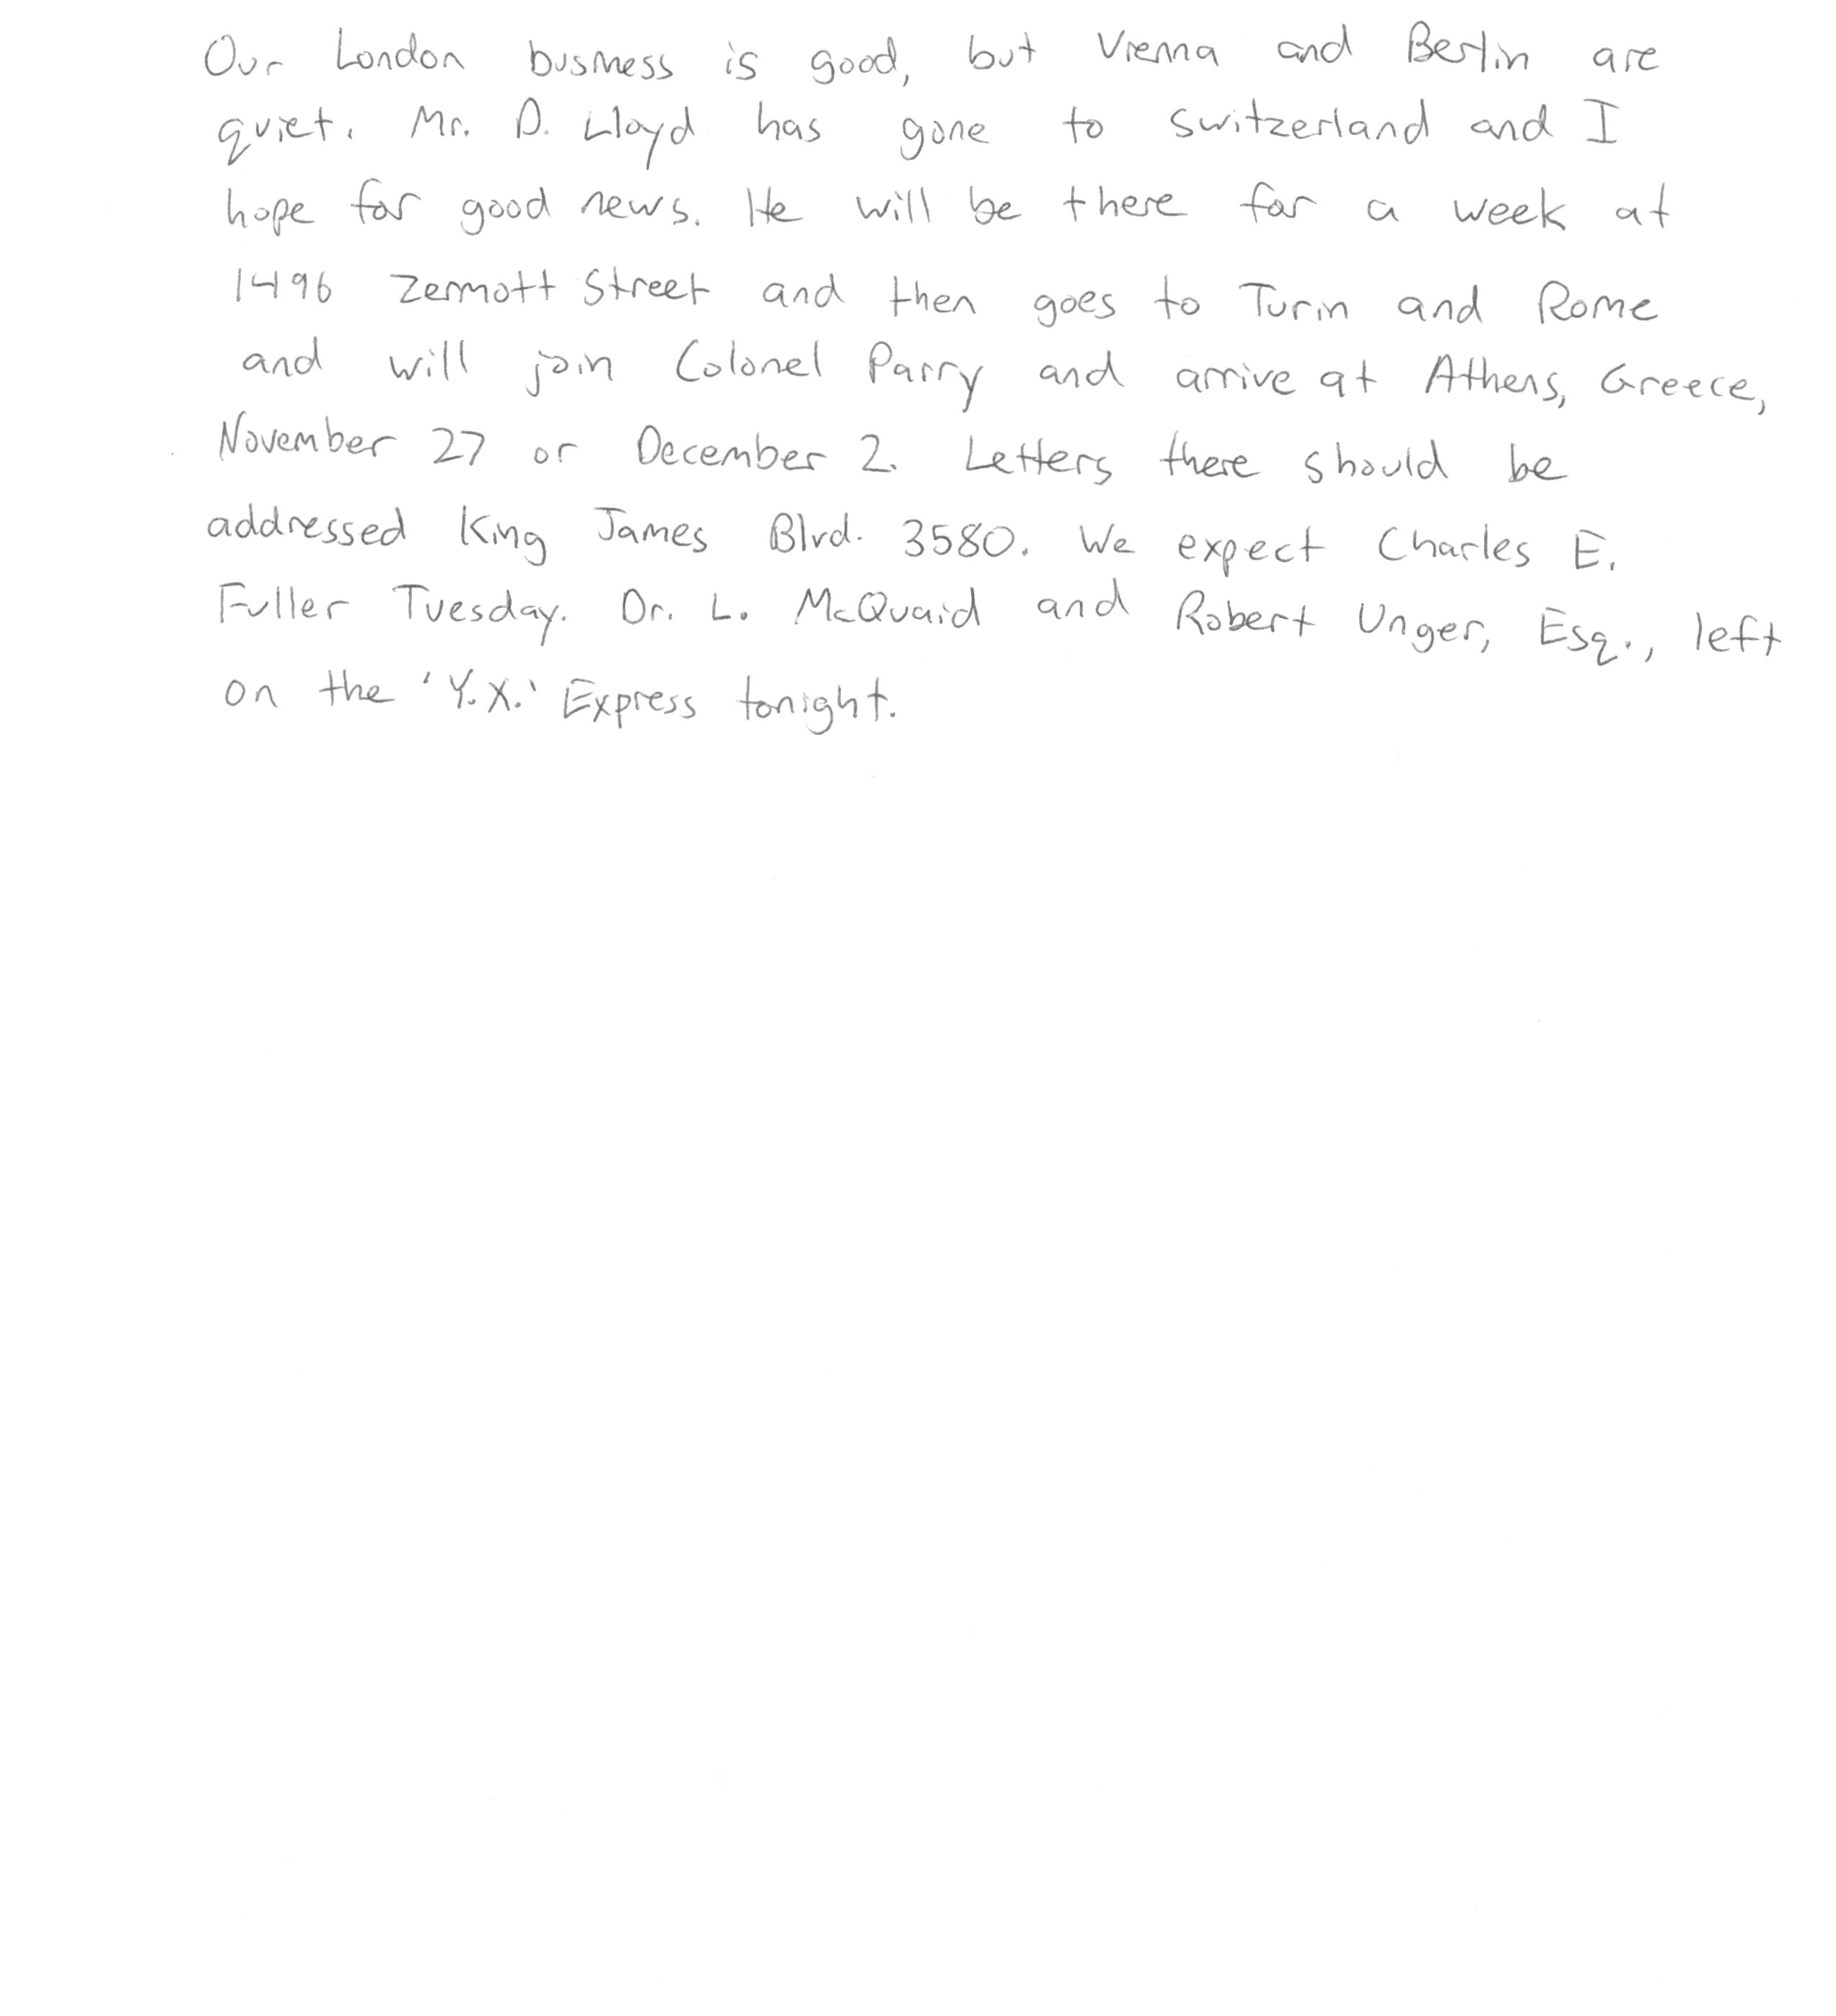 Our London business is good, but Vienna and Berlin are
quiet. Mr. D. Lloyd has gone to Switzerland and I
hope for good news. He will be there for a week at
1496 Zermott Street and then goes to Turin and Rome
and will join Colonel Parry and arrive at Athens, Greece,
November 27 or December 2. Letters there should be
addressed King James Blvd. 3580. We expect Charles E.
Fuller Tuesday. Dr. L. McQuaid and Robert Unger, Esq., left
on the 'Y.X.' Express tonight.